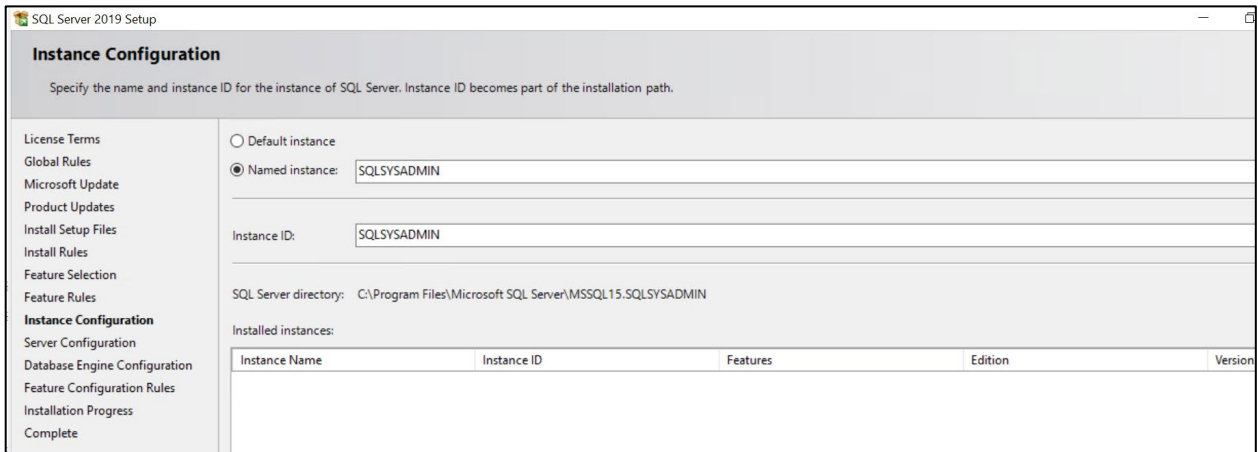 SQL Server 2019 Setup
Instance Configuration
Specify the name and instance ID for the instance of SQL Server. Instance ID becomes part of the installation path.
License Terms
Global Rules
Microsoft Update
Product Updates
Install Setup Files
Install Rules
Feature Selection
Feature Rules
Instance Configuration
Server Configuration
Database Engine Configuration
Feature Configuration Rules
Installation Progress
Complete
Default instance
Named instance: SQLSYSADMIN
Instance ID: SQLSYSADMIN
SQL Server directory: C:\Program Files\Microsoft SQL Server\MSSQL15.SQLSYSADMIN
Installed instances:
Instance Name Instance ID Features Edition Version